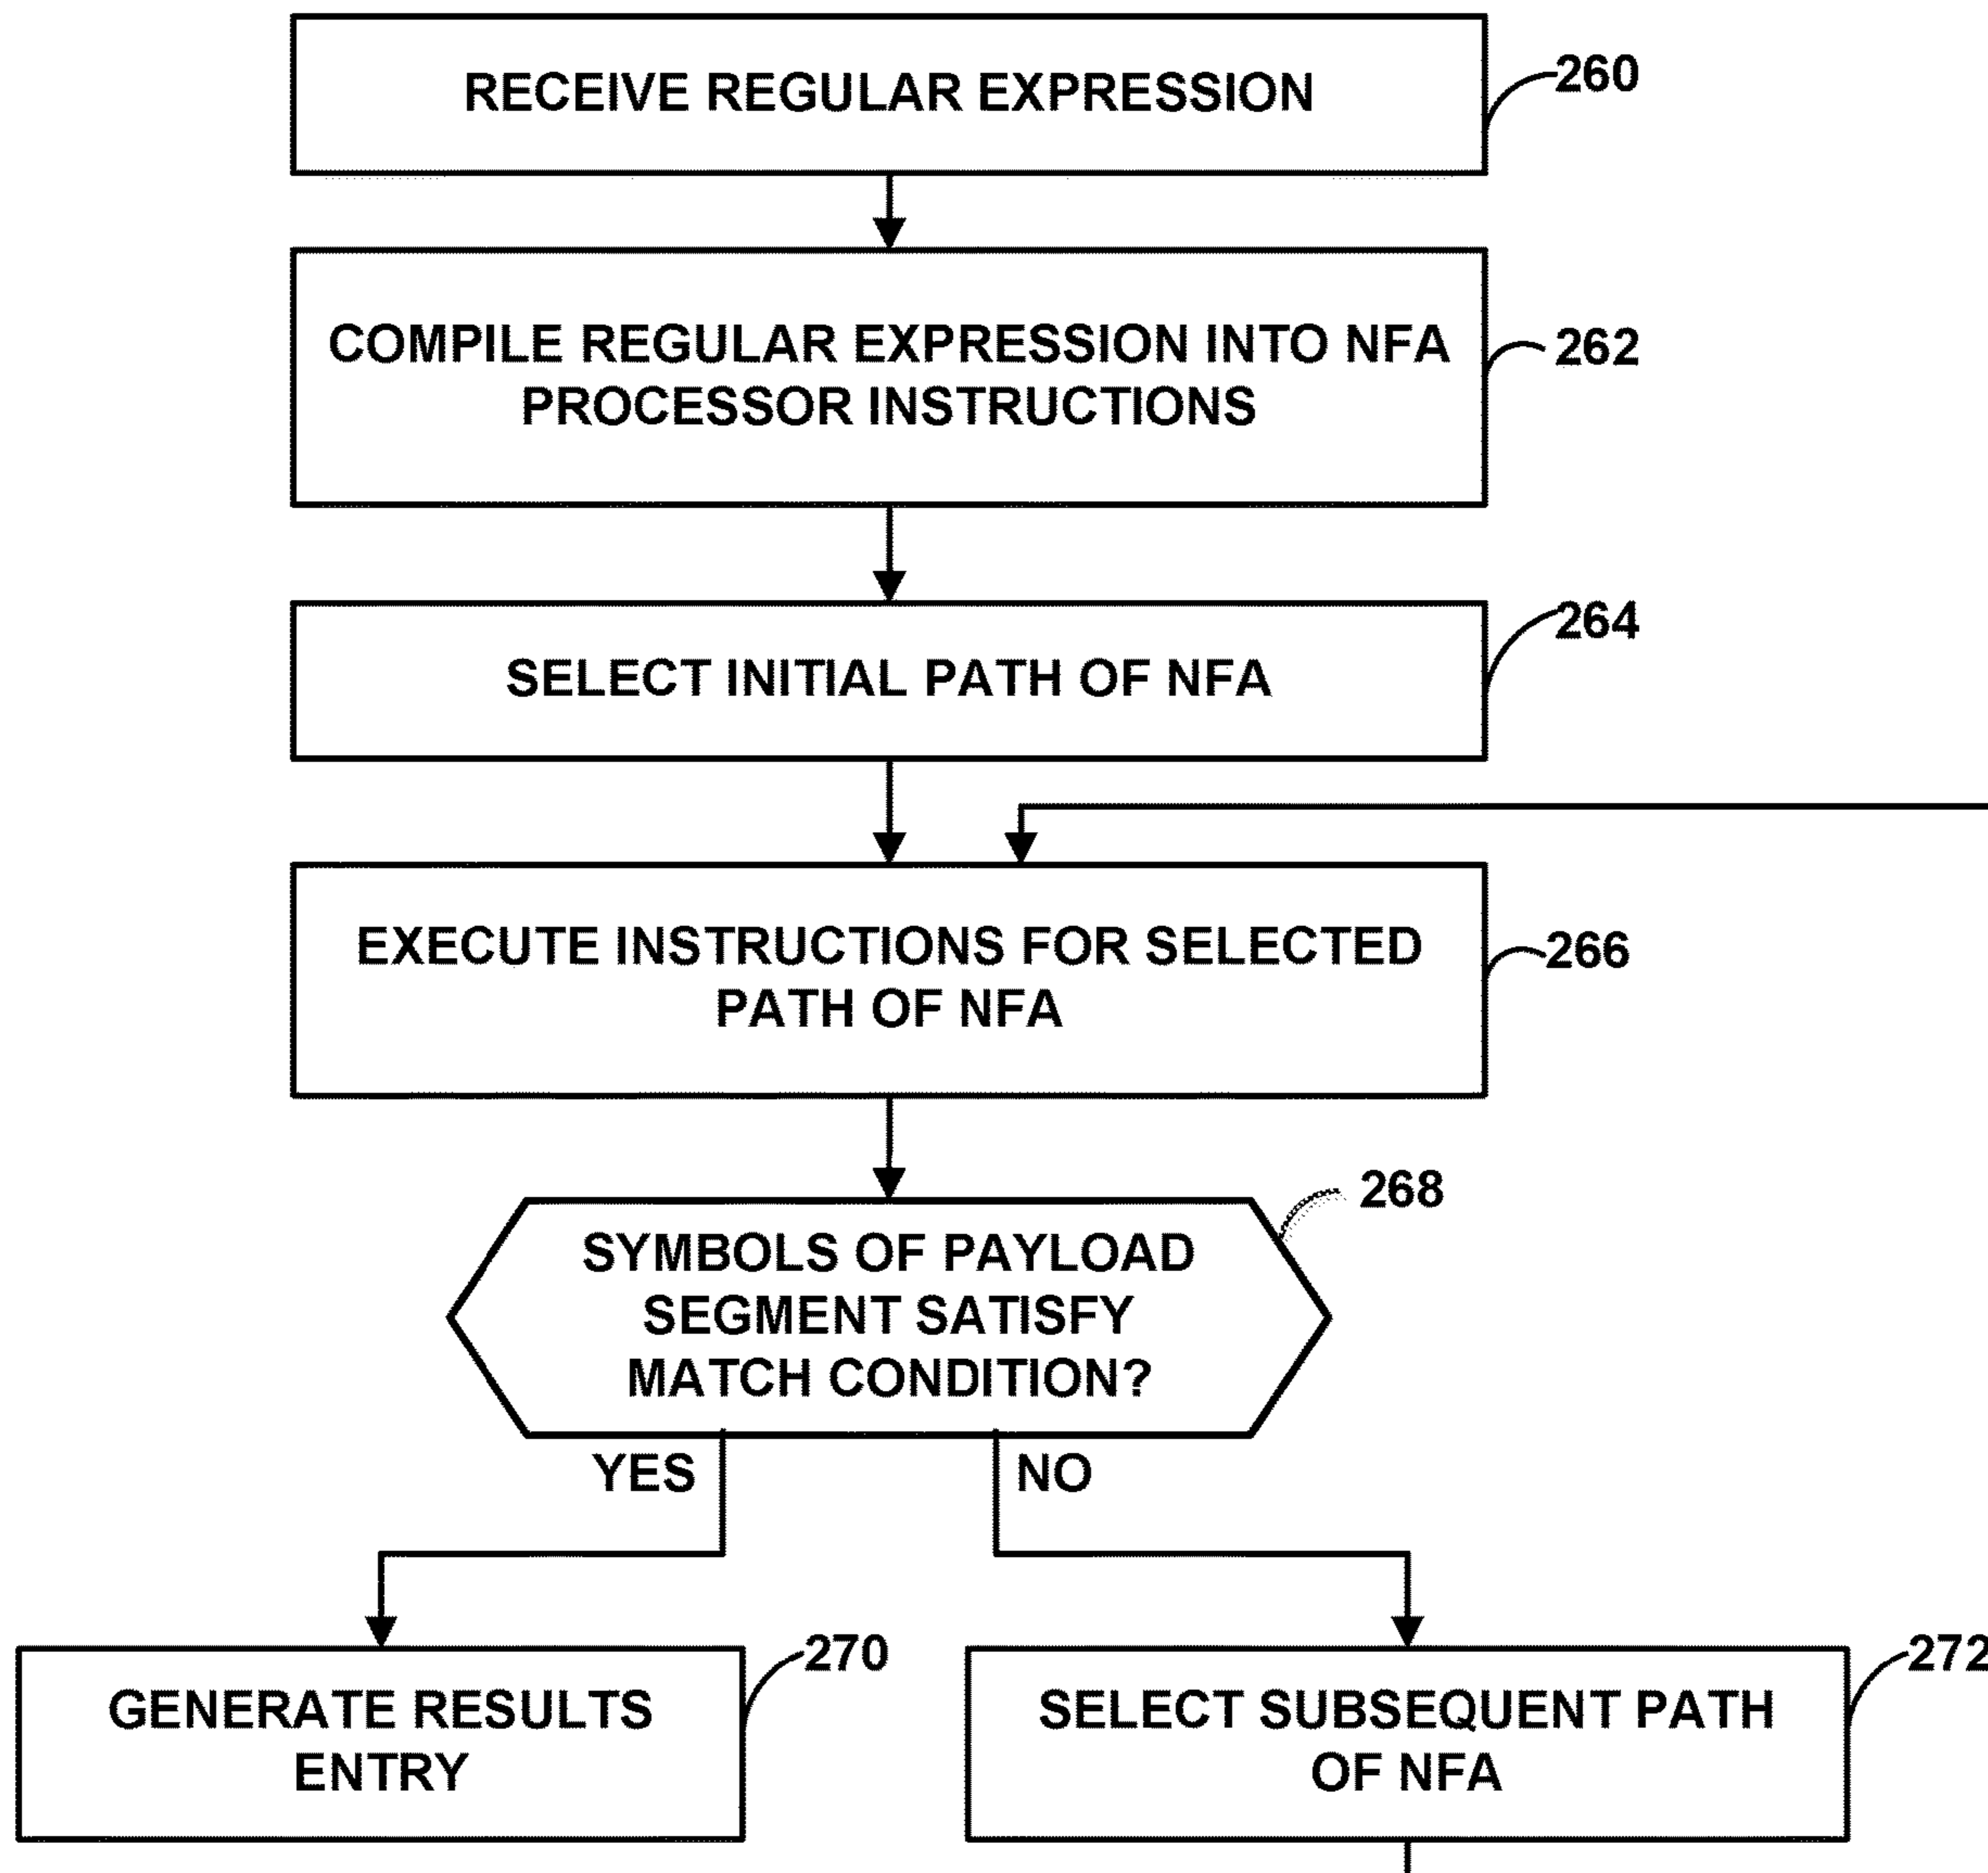 RECEIVE REGULAR EXPRESSION
260
COMPILE REGULAR EXPRESSION INTO NFA
PROCESSOR INSTRUCTIONS
262
SELECT INITIAL PATH OF NFA
264
EXECUTE INSTRUCTIONS FOR SELECTED
PATH OF NFA
266
SYMBOLS OF PAYLOAD
SEGMENT SATISFY
MATCH CONDITION?
268
YES
NO
GENERATE RESULTS
ENTRY
270
SELECT SUBSEQUENT PATH
OF NFA
272